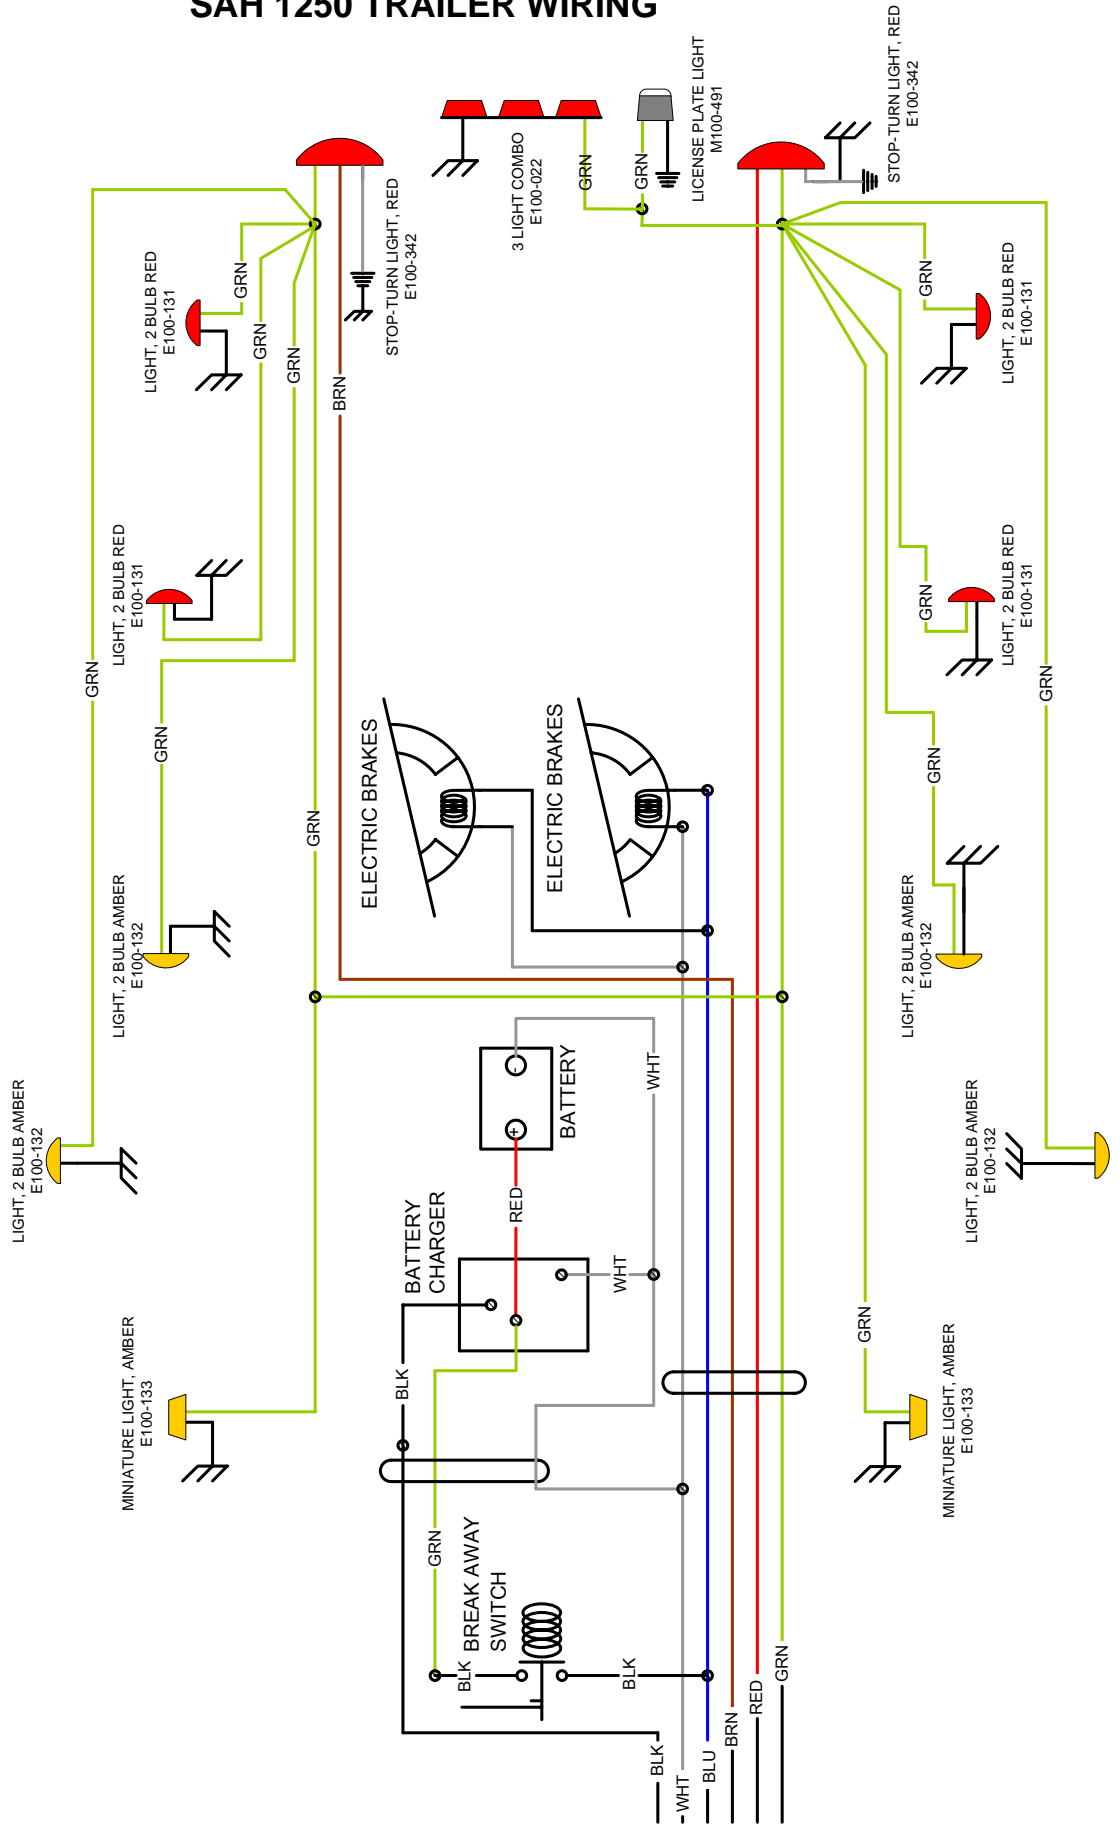 SAH 1250 TRAILER WIRING
STOP-TURN LIGHT, RED
E100-342
LICENSE PLATE LIGHT
M100-491
3 LIGHT COMBO
E100-022
GRN
GRN
STOP-TURN LIGHT, RED
E100-342
LIGHT, 2 BULB RED
E100-131
GRN
GRN
GRN
BRN
LIGHT, 2 BULB RED
E100-131
GRN
LIGHT, 2 BULB RED
E100-131
GRN
GRN
LIGHT, 2 BULB RED
E100-131
GRN
GRN
GRN
ELECTRIC BRAKES
ELECTRIC BRAKES
GRN
LIGHT, 2 BULB AMBER
E100-132
LIGHT, 2 BULB AMBER
E100-132
LIGHT, 2 BULB AMBER
E100-132
LIGHT, 2 BULB AMBER
E100-132
-
+
BATTERY
WHT
RED
BATTERY
CHARGER
WHT
MINIATURE LIGHT, AMBER
E100-133
GRN
MINIATURE LIGHT, AMBER
E100-133
BLK
GRN
BREAK AWAY
SWITCH
BLK
BLK
BLK
WHT
BLU
BRN
RED
GRN